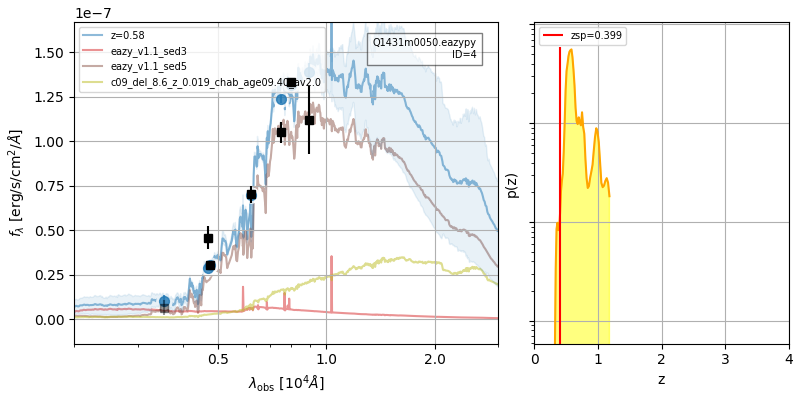 1e−7
z=0.58
eazy_v1.1_sed3
eazy_v1.1_sed5
c09_del_8.6_z_0.019_chab_age09.40_av2.0
Q1431m0050.eazypy
ID=4
1.50
1.25
1.00
0.75
0.50
0.25
0.00
fλ [erg/s/cm²/Å]
0.5
1.0
2.0
λobs [10⁴Å]
zsp=0.399
p(z)
0
1
2
3
4
z